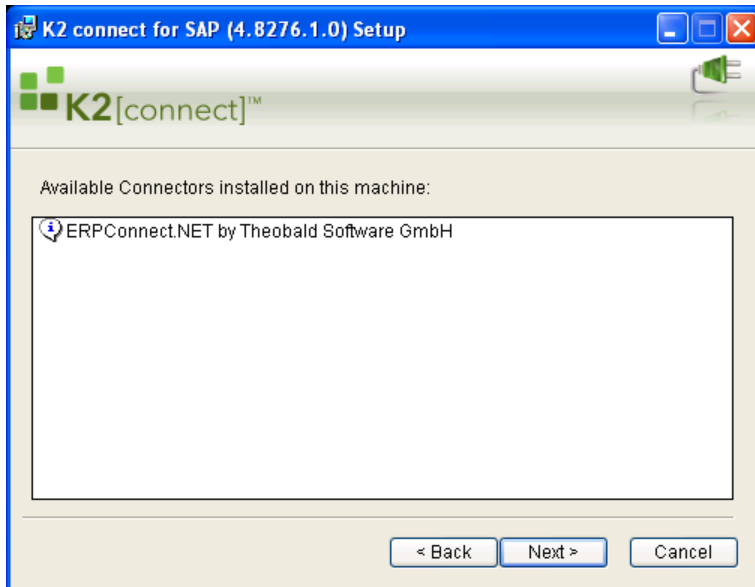 K2 connect for SAP (4.8276.1.0) Setup
K2[connect]™
Available Connectors installed on this machine:
ERPConnect.NET by Theobald Software GmbH
< Back Next > Cancel